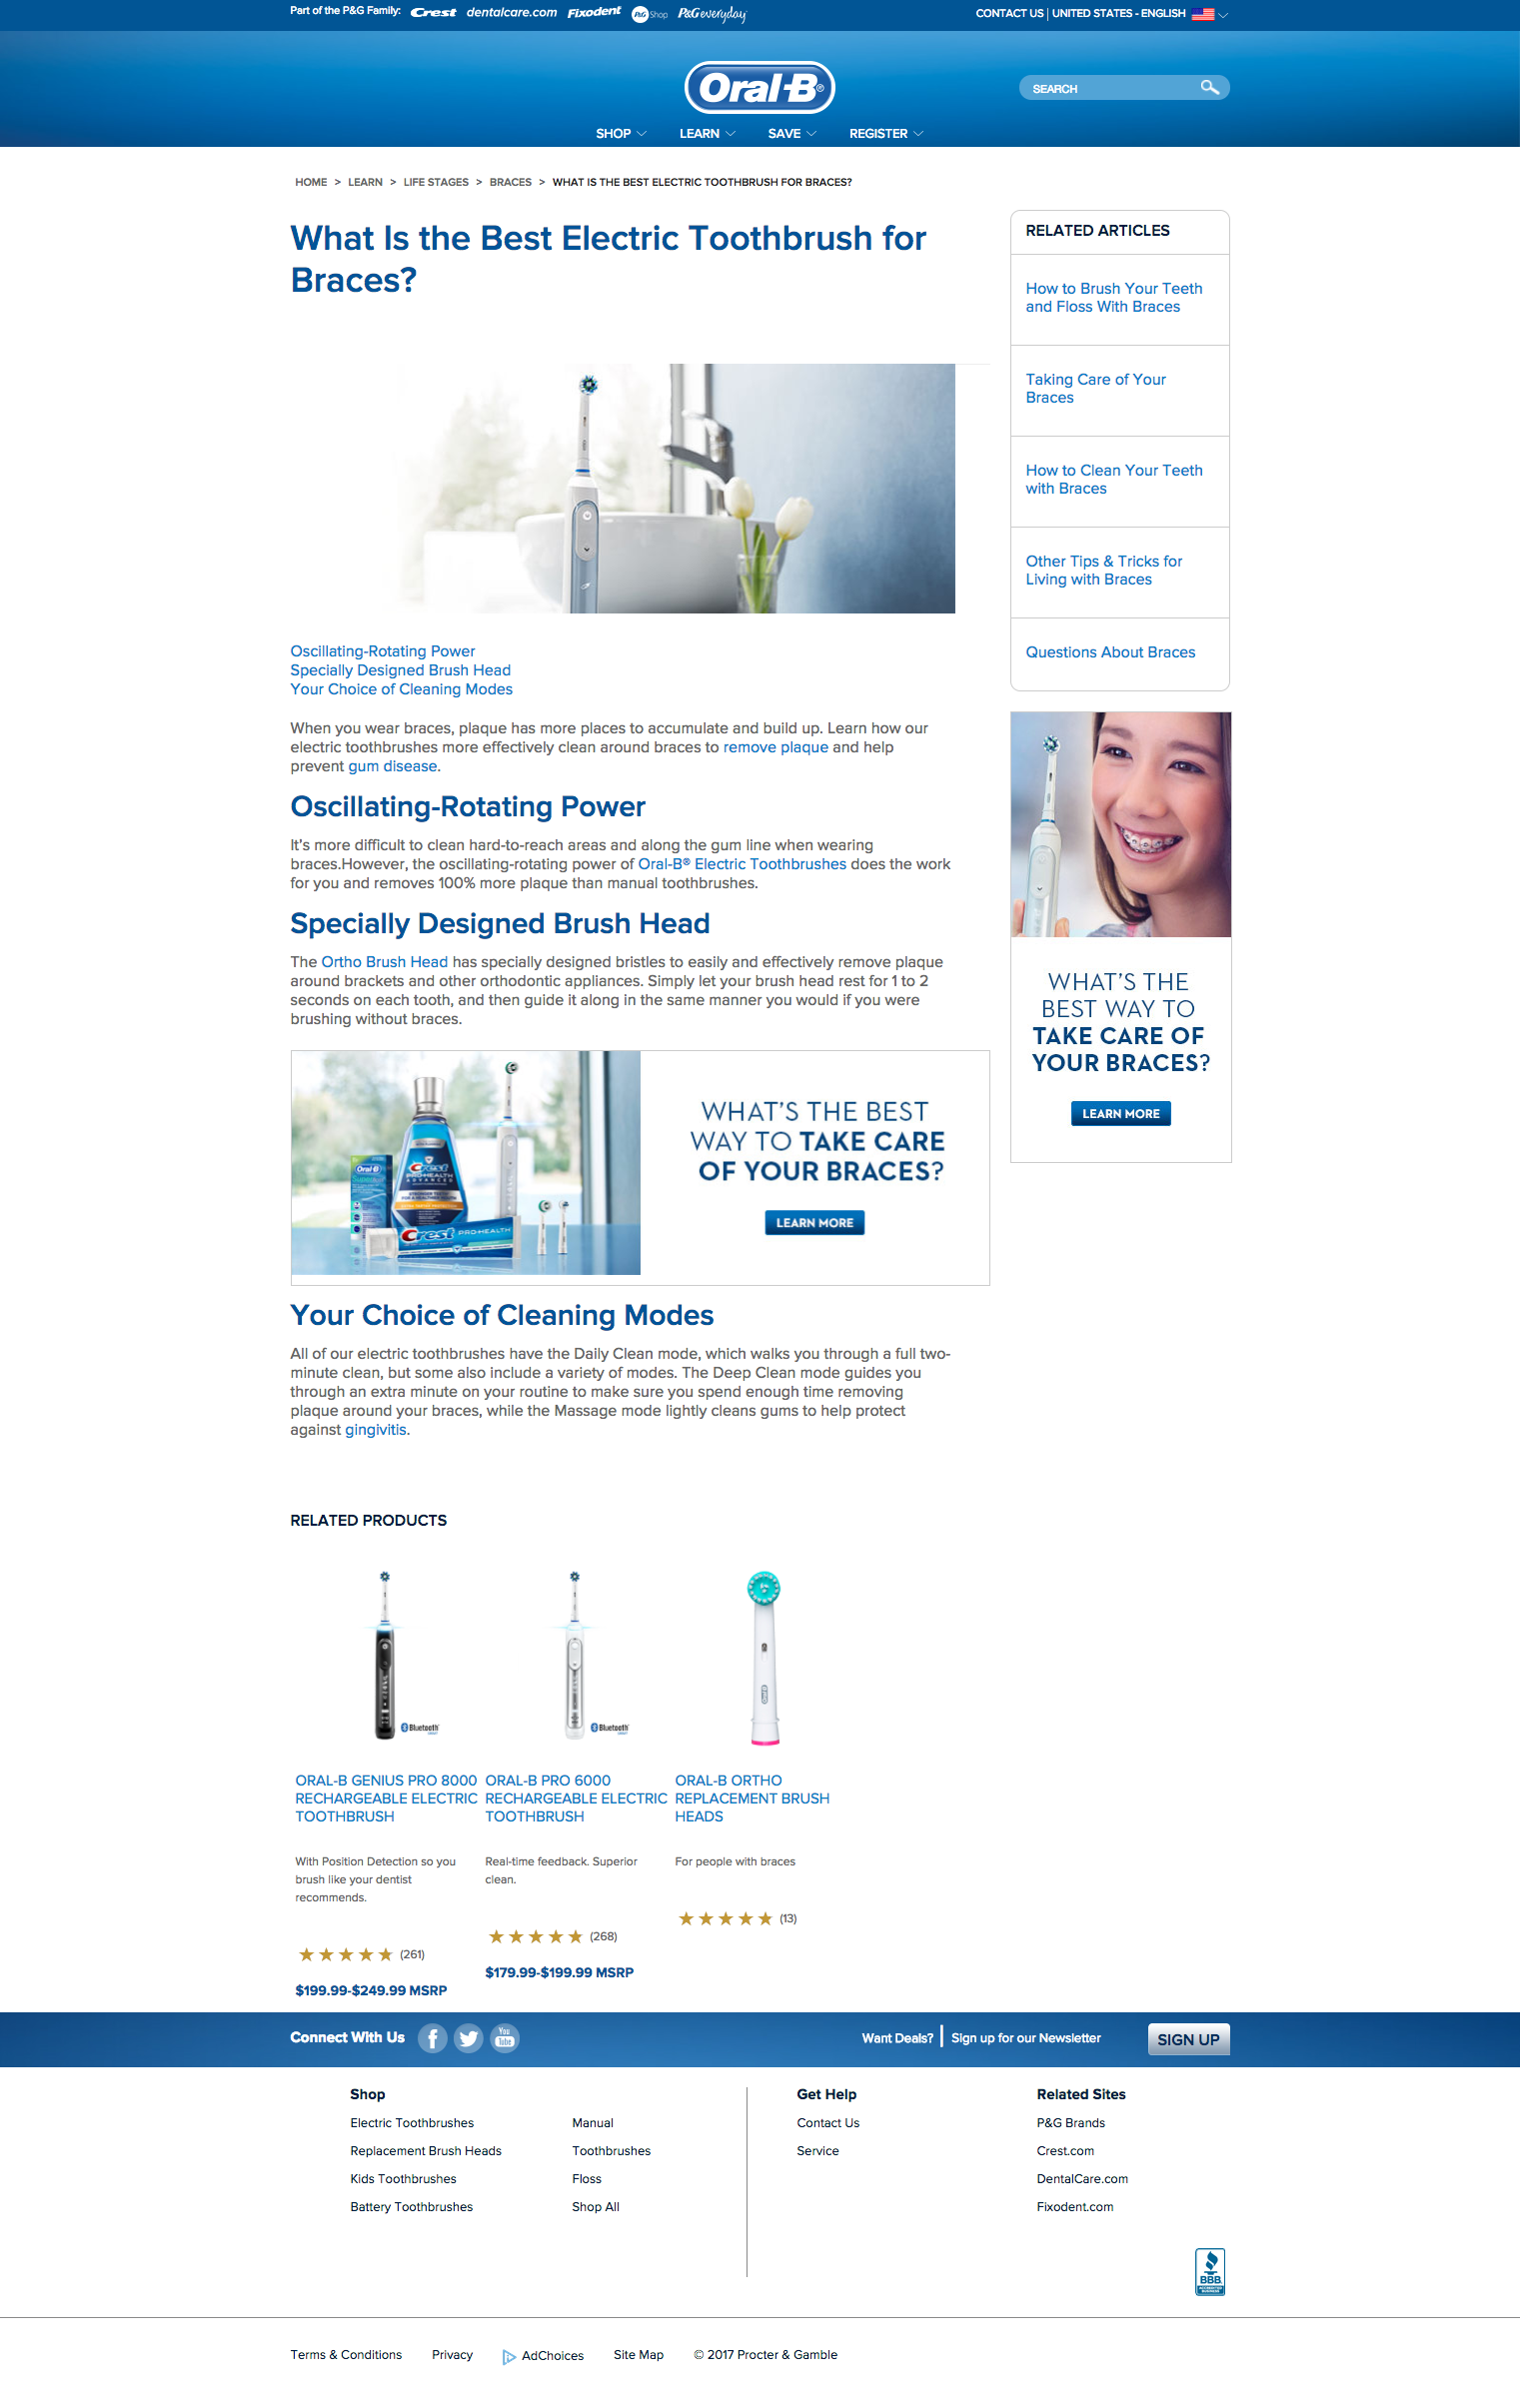 Part of the P&G Family: Crest dentalcare.com Fixodent P&G Shop P&G everyday
CONTACT US | UNITED STATES - ENGLISH
Oral-B®
SEARCH
SHOP LEARN SAVE REGISTER
HOME > LEARN > LIFE STAGES > BRACES > WHAT IS THE BEST ELECTRIC TOOTHBRUSH FOR BRACES?
What Is the Best Electric Toothbrush for
Braces?
Oscillating-Rotating Power
Specially Designed Brush Head
Your Choice of Cleaning Modes
When you wear braces, plaque has more places to accumulate and build up. Learn how our
electric toothbrushes more effectively clean around braces to remove plaque and help
prevent gum disease.
Oscillating-Rotating Power
It's more difficult to clean hard-to-reach areas and along the gum line when wearing
braces.However, the oscillating-rotating power of Oral-B® Electric Toothbrushes does the work
for you and removes 100% more plaque than manual toothbrushes.
Specially Designed Brush Head
The Ortho Brush Head has specially designed bristles to easily and effectively remove plaque
around brackets and other orthodontic appliances. Simply let your brush head rest for 1 to 2
seconds on each tooth, and then guide it along in the same manner you would if you were
brushing without braces.
Oral-B
Crest
PRO-HEALTH
ADVANCED
Crest PRO-HEALTH
WHAT'S THE BEST
WAY TO TAKE CARE
OF YOUR BRACES?
LEARN MORE
Your Choice of Cleaning Modes
All of our electric toothbrushes have the Daily Clean mode, which walks you through a full two-
minute clean, but some also include a variety of modes. The Deep Clean mode guides you
through an extra minute on your routine to make sure you spend enough time removing
plaque around your braces, while the Massage mode lightly cleans gums to help protect
against gingivitis.
RELATED ARTICLES
How to Brush Your Teeth
and Floss With Braces
Taking Care of Your
Braces
How to Clean Your Teeth
with Braces
Other Tips & Tricks for
Living with Braces
Questions About Braces
WHAT'S THE
BEST WAY TO
TAKE CARE OF
YOUR BRACES?
LEARN MORE
RELATED PRODUCTS
Bluetooth
ORAL-B GENIUS PRO 8000
RECHARGEABLE ELECTRIC
TOOTHBRUSH
With Position Detection so you
brush like your dentist
recommends.
(261)
$199.99-$249.99 MSRP
Bluetooth
ORAL-B PRO 6000
RECHARGEABLE ELECTRIC
TOOTHBRUSH
Real-time feedback. Superior
clean.
(268)
$179.99-$199.99 MSRP
Oral-B
ORAL-B ORTHO
REPLACEMENT BRUSH
HEADS
For people with braces
(13)
Connect With Us
You Tube
Want Deals? | Sign up for our Newsletter
SIGN UP
Shop
Electric Toothbrushes
Replacement Brush Heads
Kids Toothbrushes
Battery Toothbrushes
Manual
Toothbrushes
Floss
Shop All
Get Help
Contact Us
Service
Related Sites
P&G Brands
Crest.com
DentalCare.com
Fixodent.com
BBB
ACCREDITED
BUSINESS
Terms & Conditions Privacy AdChoices Site Map © 2017 Procter & Gamble